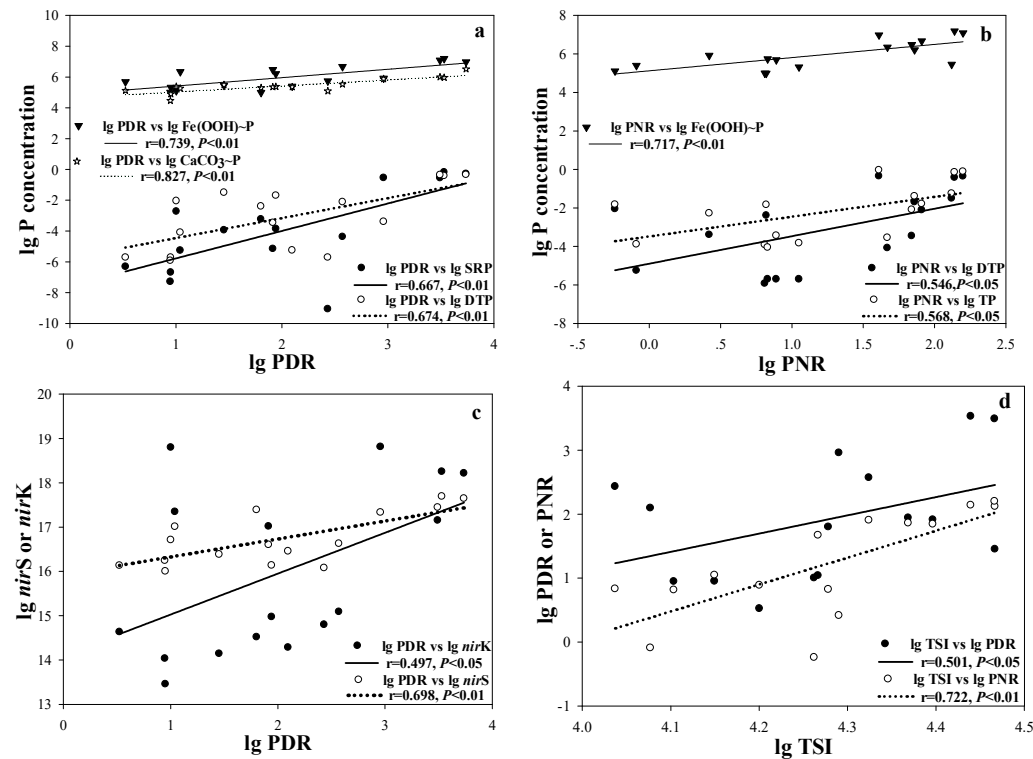 a
10
8
6
4
2
0
-2
-4
-6
-8
-10
lg P concentration
0 1 2 3 4
lg PDR
lg PDR vs lg Fe(OOH)~P
r=0.739, P<0.01
lg PDR vs lg CaCO3~P
r=0.827, P<0.01
lg PDR vs lg SRP
r=0.667, P<0.01
lg PDR vs lg DTP
r=0.674, P<0.01
b
8
6
4
2
0
-2
-4
-6
-8
lg P concentration
-.5 0.0 .5 1.0 1.5 2.0 2.5
lg PNR
lg PNR vs lg Fe(OOH)~P
r=0.717, P<0.01
lg PNR vs lg DTP
r=0.546,P<0.05
lg PNR vs lg TP
r=0.568, P<0.05
c
20
19
18
17
16
15
14
13
lg nirS or nirK
0 1 2 3 4
lg PDR
lg PDR vs lg nirK
r=0.497, P<0.05
lg PDR vs lg nirS
r=0.698, P<0.01
d
4
3
2
1
0
-1
lg PDR or PNR
4.0 4.1 4.2 4.3 4.4 4.5
lg TSI
lg TSI vs lg PDR
r=0.501, P<0.05
lg TSI vs lg PNR
r=0.722, P<0.01